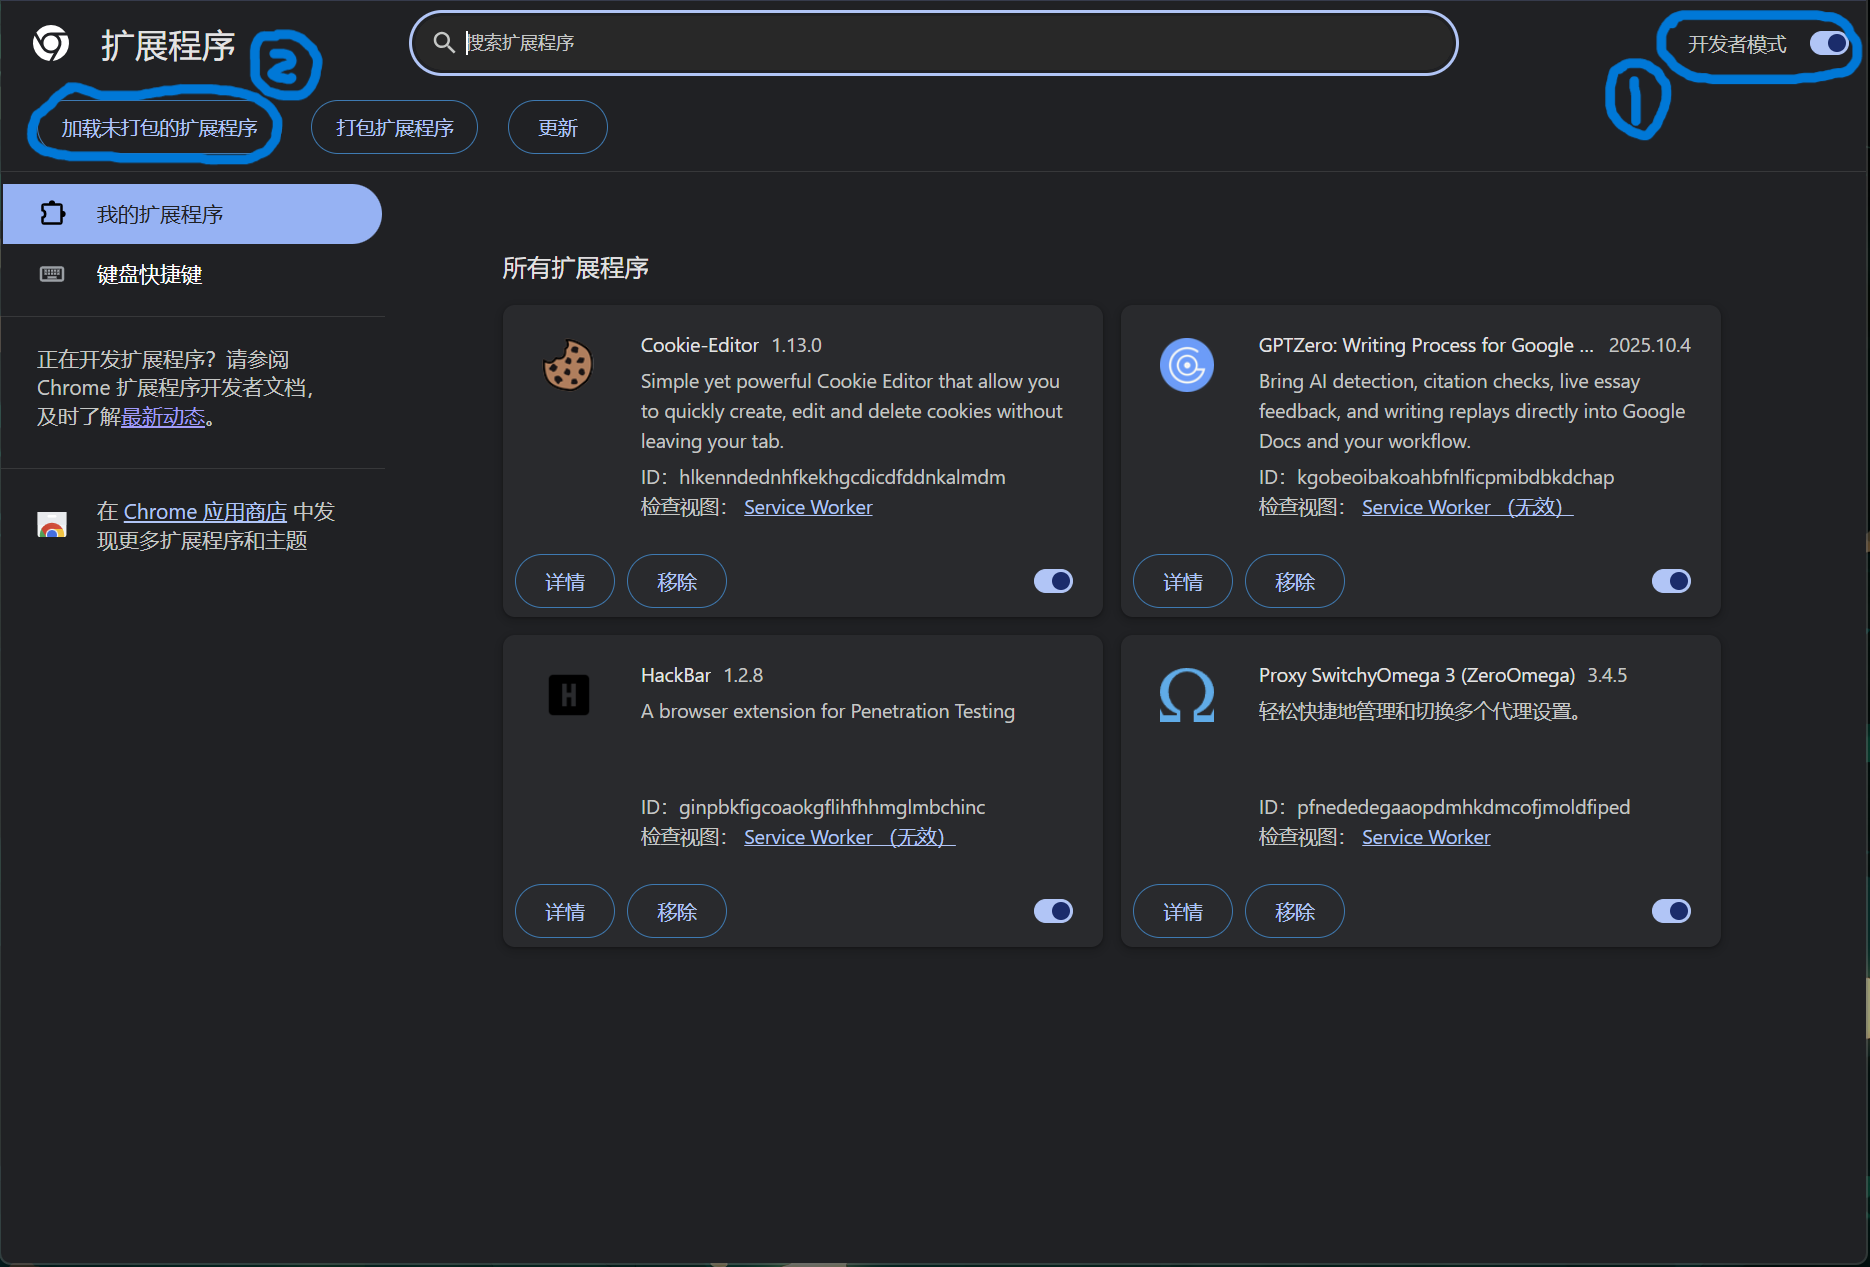 扩展程序
2
搜索扩展程序
开发者模式
1
加载未打包的扩展程序
打包扩展程序
更新
我的扩展程序
键盘快捷键
正在开发扩展程序？请参阅
Chrome 扩展程序开发者文档，
及时了解最新动态。
在 Chrome 应用商店 中发
现更多扩展程序和主题
所有扩展程序
Cookie-Editor 1.13.0
Simple yet powerful Cookie Editor that allow you
to quickly create, edit and delete cookies without
leaving your tab.
ID：hlkenndednhfkekhgcdicdfddnkalmdm
检查视图： Service Worker
详情
移除
GPTZero: Writing Process for Google ... 2025.10.4
Bring AI detection, citation checks, live essay
feedback, and writing replays directly into Google
Docs and your workflow.
ID：kgobeoibakoahbfnlficpmibdbkdchap
检查视图： Service Worker （无效）
详情
移除
HackBar 1.2.8
A browser extension for Penetration Testing
ID：ginpbkfigcoaokgflihfhhmglmbchinc
检查视图： Service Worker （无效）
详情
移除
Proxy SwitchyOmega 3 (ZeroOmega) 3.4.5
轻松快捷地管理和切换多个代理设置。
ID：pfnededegaaopdmhkdmcofjmoldfiped
检查视图： Service Worker
详情
移除